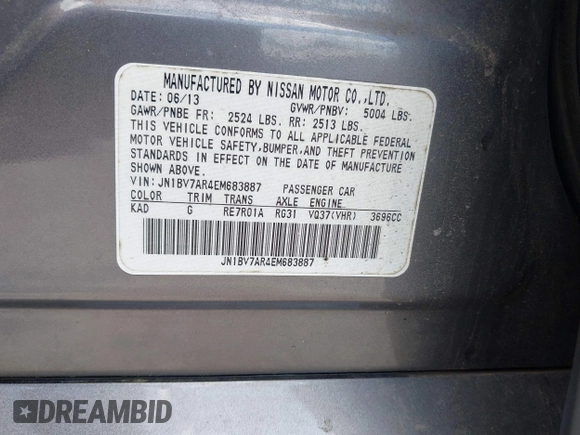 MANUFACTURED BY NISSAN MOTOR CO.,LTD.
DATE: 06/13 GVWR/PNBV: 5004 LBS.
GAWR/PNBE FR: 2524 LBS. RR: 2513 LBS.
THIS VEHICLE CONFORMS TO ALL APPLICABLE FEDERAL
MOTOR VEHICLE SAFETY,BUMPER,AND THEFT PREVENTION
STANDARDS IN EFFECT ON THE DATE OF MANUFACTURE
SHOWN ABOVE.
VIN:JN1BV7AR4EM683887 PASSENGER CAR
COLOR TRIM TRANS AXLE ENGINE
KAD G RE7R01A RG31 VQ37(VHR) 3696CC
JN1BV7AR4EM683887
DREAMBID